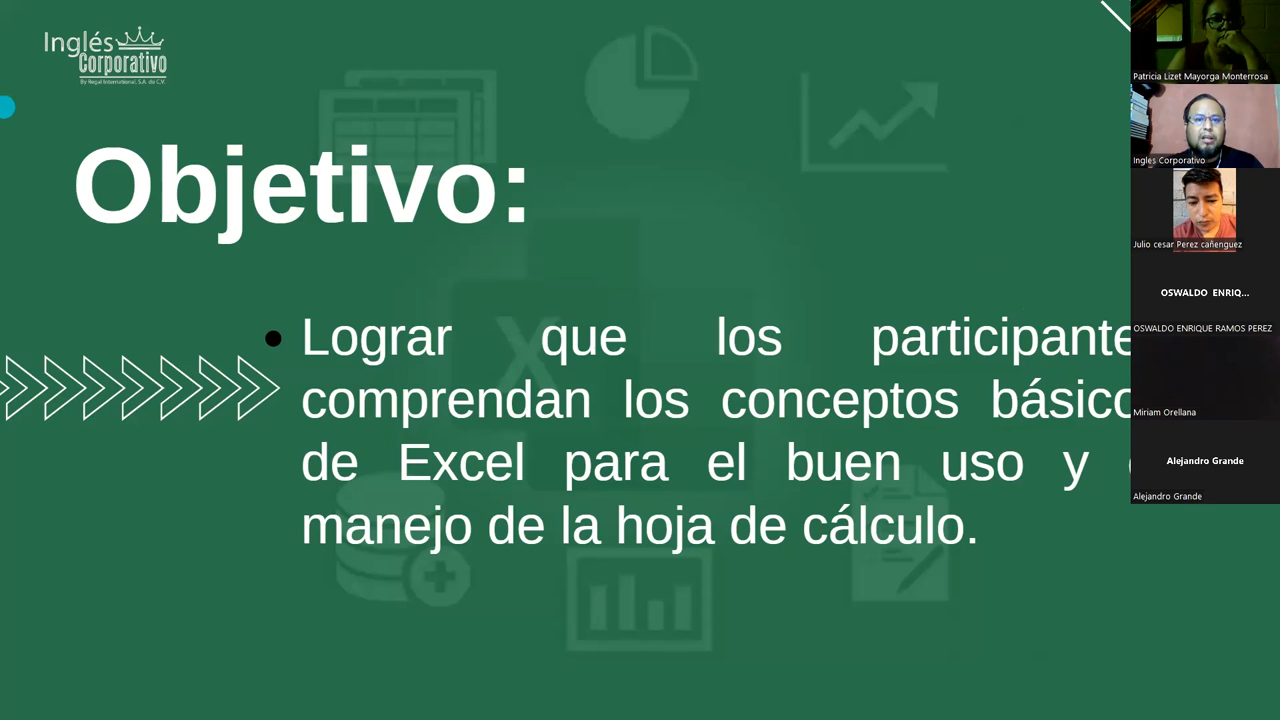 Inglés
Corporativo
By Regal International, S.A. de C.V.
Objetivo:
• Lograr que los participante
comprendan los conceptos básico
de Excel para el buen uso y
manejo de la hoja de cálculo.
Patricia Lizet Mayorga Monterrosa
Ingles Corporativo
Julio cesar Perez cañenguez
OSWALDO ENRIQ...
OSWALDO ENRIQUE RAMOS PEREZ
Miriam Orellana
Alejandro Grande
Alejandro Grande